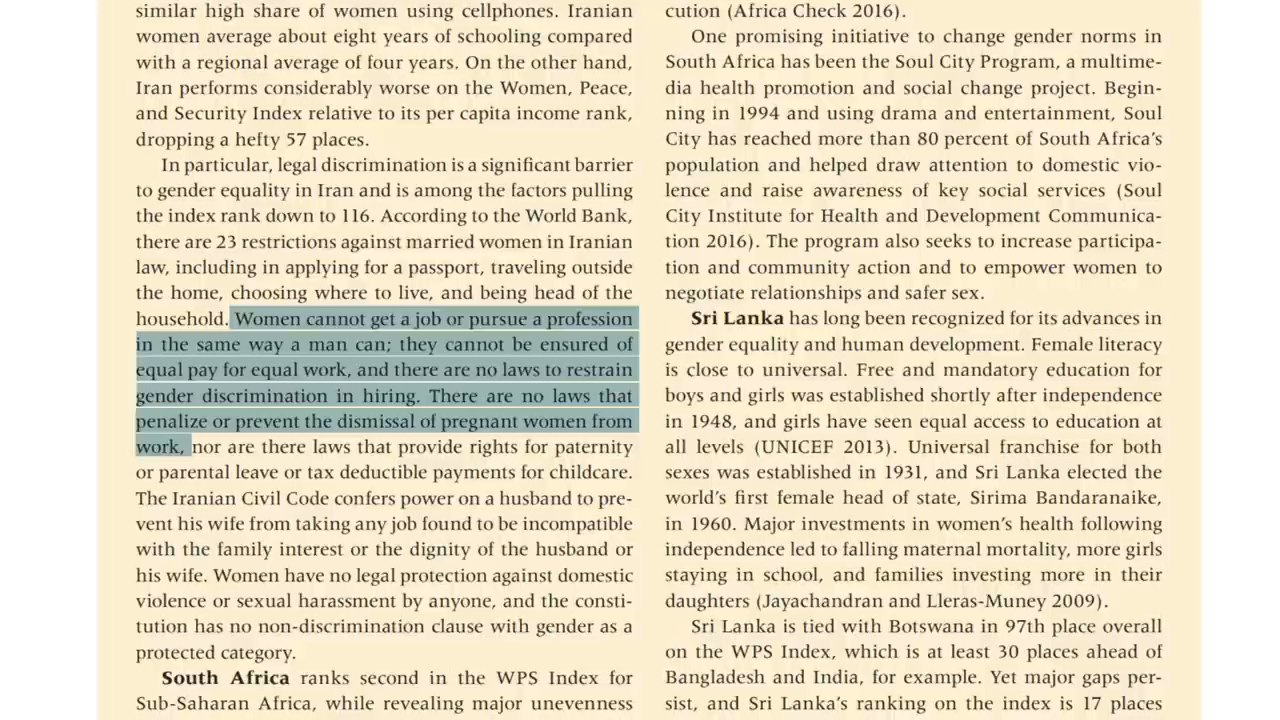 similar high share of women using cellphones. Iranian
women average about eight years of schooling compared
with a regional average of four years. On the other hand,
Iran performs considerably worse on the Women, Peace,
and Security Index relative to its per capita income rank,
dropping a hefty 57 places.
In particular, legal discrimination is a significant barrier
to gender equality in Iran and is among the factors pulling
the index rank down to 116. According to the World Bank,
there are 23 restrictions against married women in Iranian
law, including in applying for a passport, traveling outside
the home, choosing where to live, and being head of the
household. Women cannot get a job or pursue a profession
in the same way a man can; they cannot be ensured of
equal pay for equal work, and there are no laws to restrain
gender discrimination in hiring. There are no laws that
penalize or prevent the dismissal of pregnant women from
work, nor are there laws that provide rights for paternity
or parental leave or tax deductible payments for childcare.
The Iranian Civil Code confers power on a husband to pre-
vent his wife from taking any job found to be incompatible
with the family interest or the dignity of the husband or
his wife. Women have no legal protection against domestic
violence or sexual harassment by anyone, and the consti-
tution has no non-discrimination clause with gender as a
protected category.
South Africa ranks second in the WPS Index for
Sub-Saharan Africa, while revealing major unevenness
cution (Africa Check 2016).
One promising initiative to change gender norms in
South Africa has been the Soul City Program, a multime-
dia health promotion and social change project. Begin-
ning in 1994 and using drama and entertainment, Soul
City has reached more than 80 percent of South Africa's
population and helped draw attention to domestic vio-
lence and raise awareness of key social services (Soul
City Institute for Health and Development Communica-
tion 2016). The program also seeks to increase participa-
tion and community action and to empower women to
negotiate relationships and safer sex.
Sri Lanka has long been recognized for its advances in
gender equality and human development. Female literacy
is close to universal. Free and mandatory education for
boys and girls was established shortly after independence
in 1948, and girls have seen equal access to education at
all levels (UNICEF 2013). Universal franchise for both
sexes was established in 1931, and Sri Lanka elected the
world's first female head of state, Sirima Bandaranaike,
in 1960. Major investments in women's health following
independence led to falling maternal mortality, more girls
staying in school, and families investing more in their
daughters (Jayachandran and Lleras-Muney 2009).
Sri Lanka is tied with Botswana in 97th place overall
on the WPS Index, which is at least 30 places ahead of
Bangladesh and India, for example. Yet major gaps per-
sist, and Sri Lanka's ranking on the index is 17 places